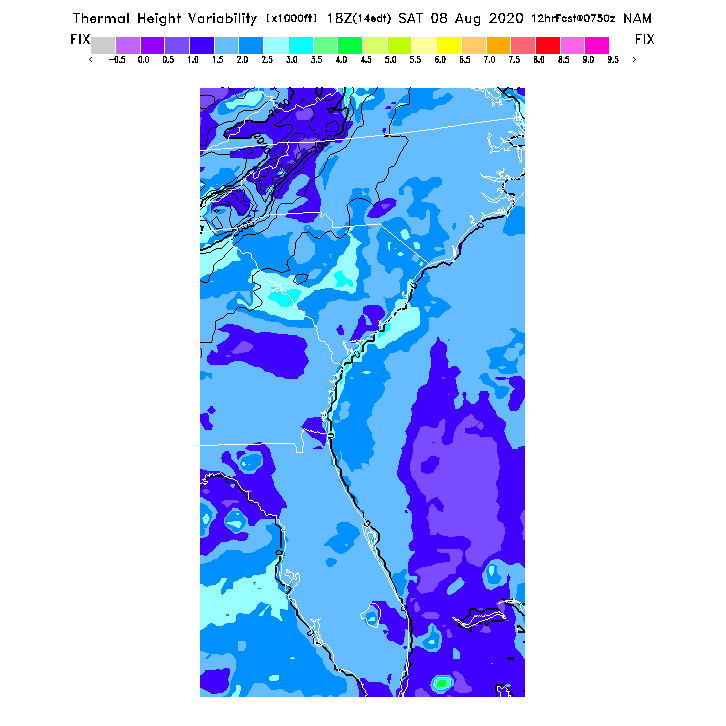 Thermal Height Variability [x1000ft] 18Z(14edt) SAT 08 Aug 2020 12hrFcst@0750z NAM
FIX FIX
< -0.5 0.0 0.5 1.0 1.5 2.0 2.5 3.0 3.5 4.0 4.5 5.0 5.5 6.0 6.5 7.0 7.5 8.0 8.5 9.0 9.5 >